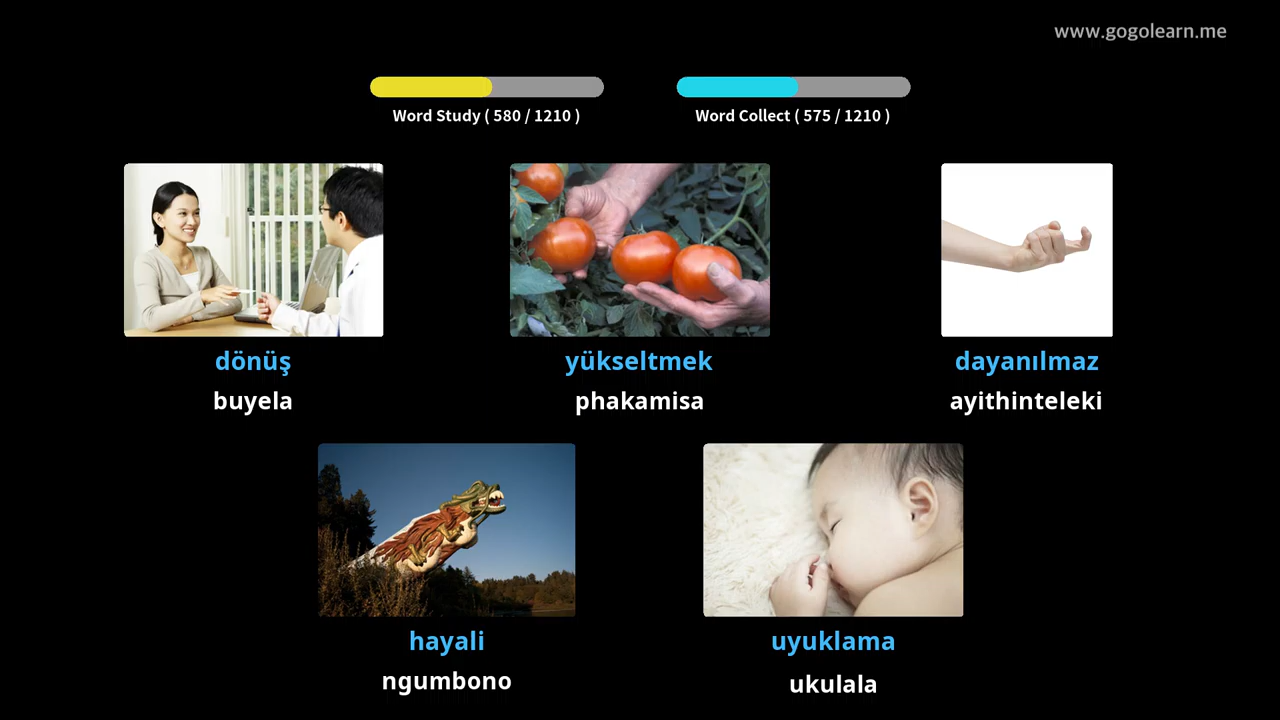 www.gogolearn.me
Word Study ( 580 / 1210 )
Word Collect ( 575 / 1210 )
dönüş
buyela
yükseltmek
phakamisa
dayanılmaz
ayithinteleki
hayali
ngumbono
uyuklama
ukulala